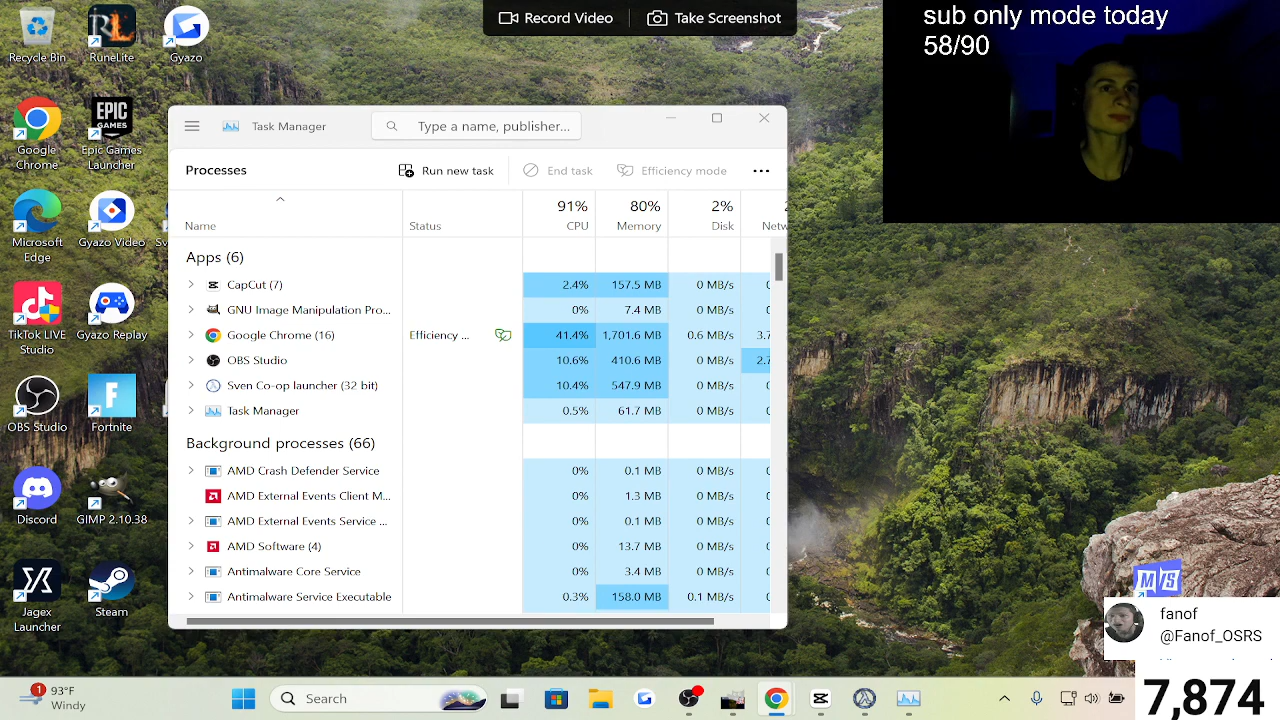 Record Video
Take Screenshot
sub only mode today
58/90
Recycle Bin
RuneLite
Gyazo
Google Chrome
EPIC GAMES
Epic Games Launcher
Microsoft Edge
Gyazo Video
Sv
TikTok LIVE Studio
Gyazo Replay
OBS Studio
Fortnite
Discord
GIMP 2.10.38
Jagex Launcher
Steam
Task Manager
Type a name, publisher...
Processes
Run new task
End task
Efficiency mode
91% 80% 2%
Name Status CPU Memory Disk Netw
Apps (6)
CapCut (7) 2.4% 157.5 MB 0 MB/s
GNU Image Manipulation Pro... 0% 7.4 MB 0 MB/s
Google Chrome (16) Efficiency ... 41.4% 1,701.6 MB 0.6 MB/s 3.7
OBS Studio 10.6% 410.6 MB 0 MB/s 2.7
Sven Co-op launcher (32 bit) 10.4% 547.9 MB 0 MB/s
Task Manager 0.5% 61.7 MB 0 MB/s
Background processes (66)
AMD Crash Defender Service 0% 0.1 MB 0 MB/s
AMD External Events Client M... 0% 1.3 MB 0 MB/s
AMD External Events Service ... 0% 0.1 MB 0 MB/s
AMD Software (4) 0% 13.7 MB 0 MB/s
Antimalware Core Service 0% 3.4 MB 0 MB/s
Antimalware Service Executable 0.3% 158.0 MB 0.1 MB/s
M/S
fanof
@Fanof_OSRS
7,874
1
93°F
Windy
Search